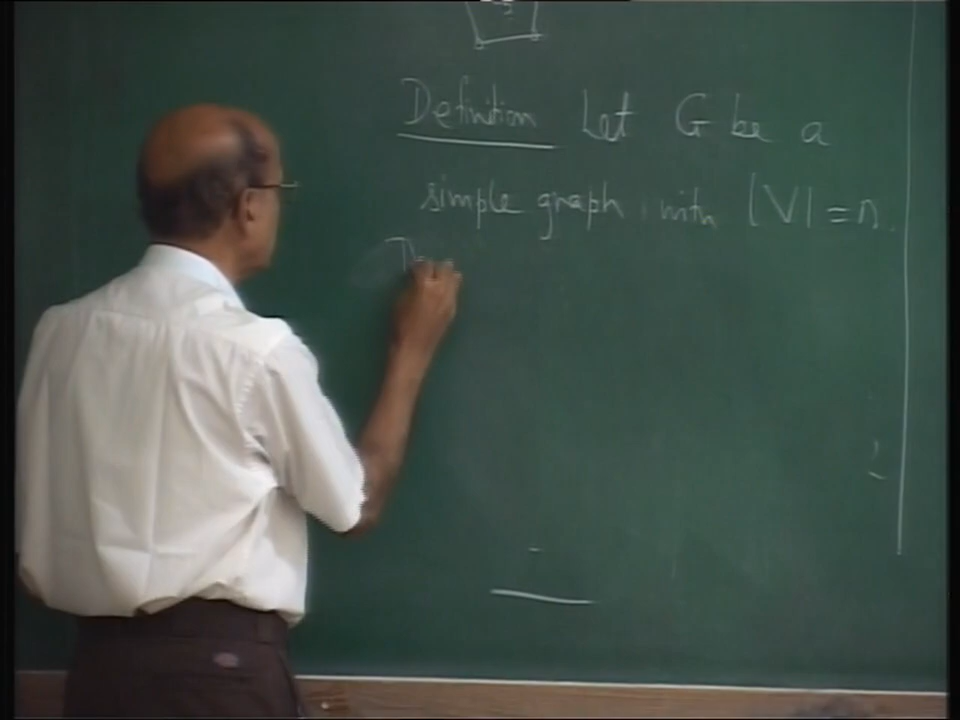 Definition Let G be a
simple graph with |V| = n.